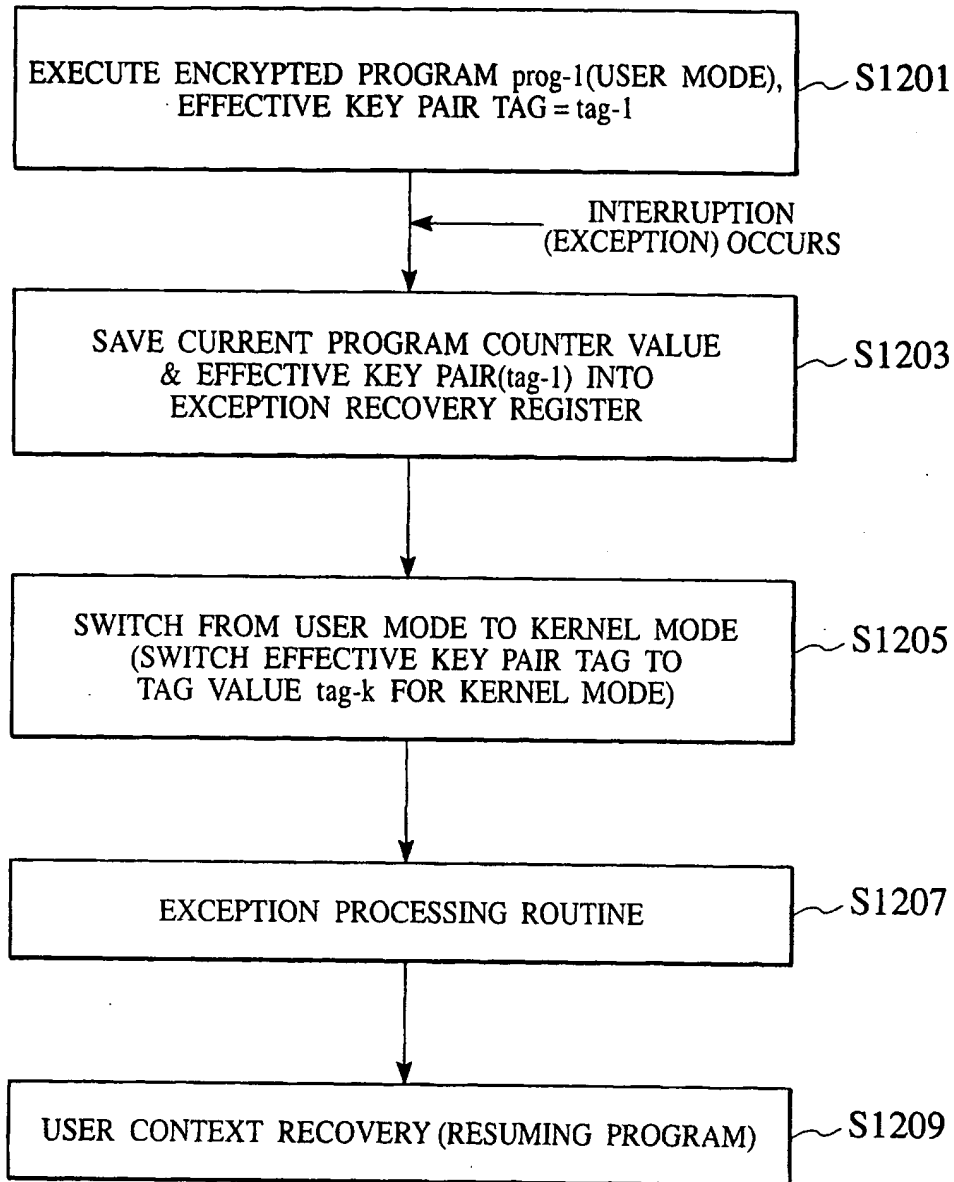 EXECUTE ENCRYPTED PROGRAM prog-1(USER MODE),
EFFECTIVE KEY PAIR TAG = tag-1
S1201
INTERRUPTION
(EXCEPTION) OCCURS
SAVE CURRENT PROGRAM COUNTER VALUE
& EFFECTIVE KEY PAIR(tag-1) INTO
EXCEPTION RECOVERY REGISTER
S1203
SWITCH FROM USER MODE TO KERNEL MODE
(SWITCH EFFECTIVE KEY PAIR TAG TO
TAG VALUE tag-k FOR KERNEL MODE)
S1205
EXCEPTION PROCESSING ROUTINE
S1207
USER CONTEXT RECOVERY (RESUMING PROGRAM)
S1209